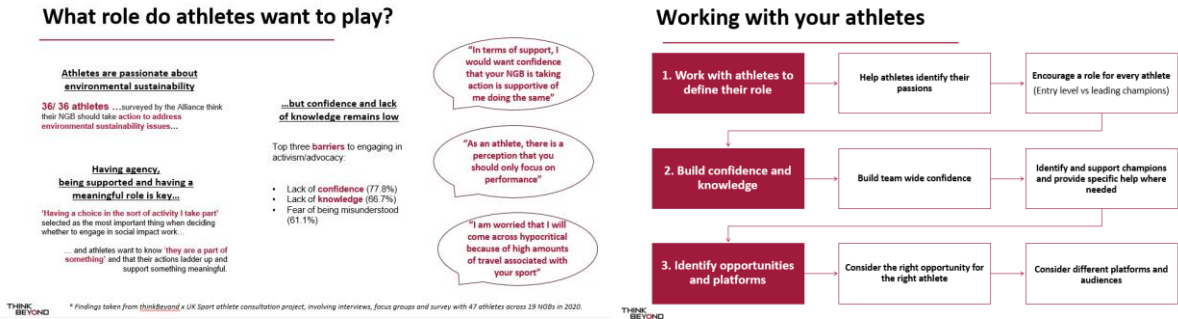 What role do athletes want to play?
Athletes are passionate about
environmental sustainability
36/ 36 athletes ...surveyed by the Alliance think
their NGB should take action to address
environmental sustainability issues...
Having agency,
being supported and having a
meaningful role is key...
'Having a choice in the sort of activity I take part'
selected as the most important thing when deciding
whether to engage in social impact work...
... and athletes want to know 'they are a part of
something' and that their actions ladder up and
support something meaningful.
...but confidence and lack
of knowledge remains low
Top three barriers to engaging in
activism/advocacy:
• Lack of confidence (77.8%)
• Lack of knowledge (66.7%)
• Fear of being misunderstood
(61.1%)
"In terms of support, I
would want confidence
that your NGB is taking
action is supportive of
me doing the same"
"As an athlete, there is a
perception that you
should only focus on
performance"
"I am worried that I will
come across hypocritical
because of high amounts
of travel associated with
your sport"
THINK
BEYOND
* Findings taken from thinkBeyond x UK Sport athlete consultation project, involving interviews, focus groups and survey with 47 athletes across 19 NGBs in 2020.
Working with your athletes
1. Work with athletes to
define their role
Help athletes identify their
passions
Encourage a role for every athlete
(Entry level vs leading champions)
2. Build confidence and
knowledge
Build team wide confidence
Identify and support champions
and provide specific help where
needed
3. Identify opportunities
and platforms
Consider the right opportunity for
the right athlete
Consider different platforms and
audiences
THINK
BEYOND